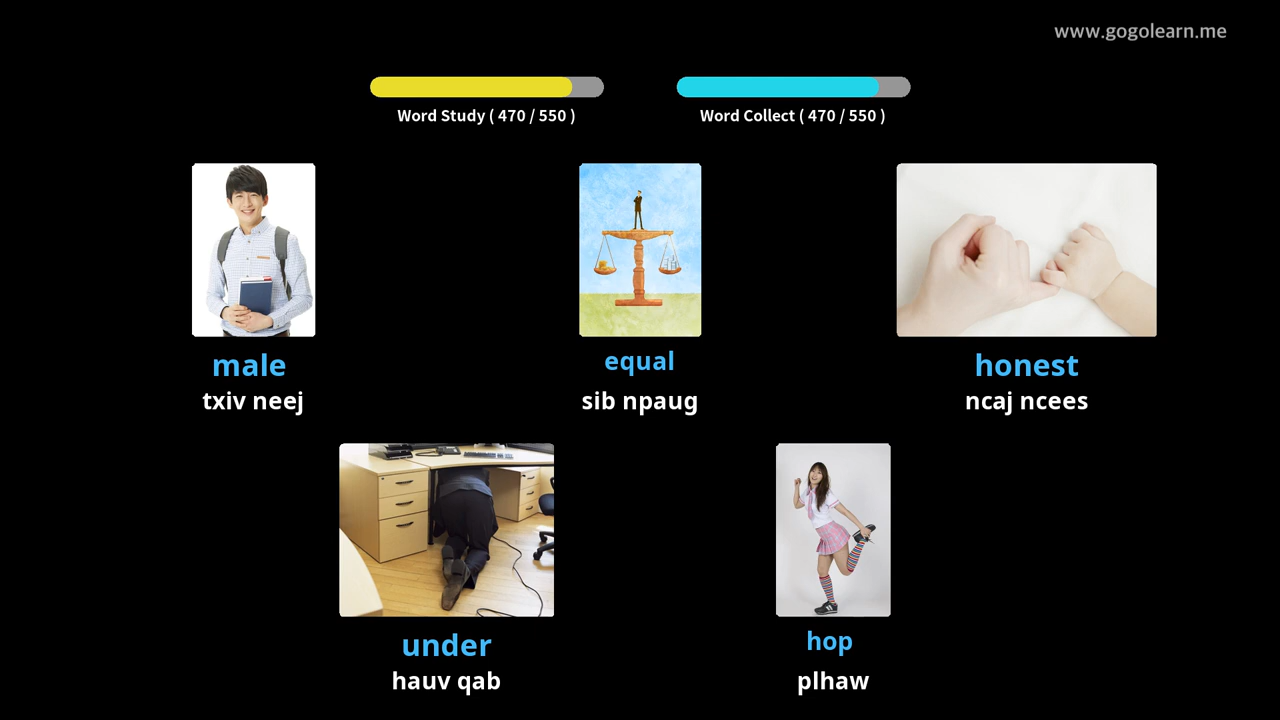 www.gogolearn.me
Word Study ( 470 / 550 )
Word Collect ( 470 / 550 )
male
txiv neej
equal
sib npaug
honest
ncaj ncees
under
hauv qab
hop
plhaw